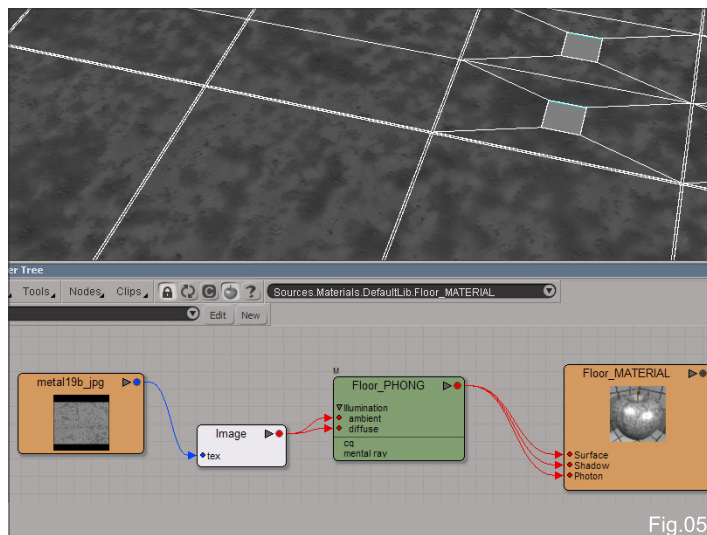 er Tree
Tools Nodes Clips C ? Sources.Materials.DefaultLib.Floor_MATERIAL
Edit New
metal19b_jpg
Image
tex
M
Floor_PHONG
Illumination
ambient
diffuse
cg
mental ray
Floor_MATERIAL
Surface
Shadow
Photon
Fig.05